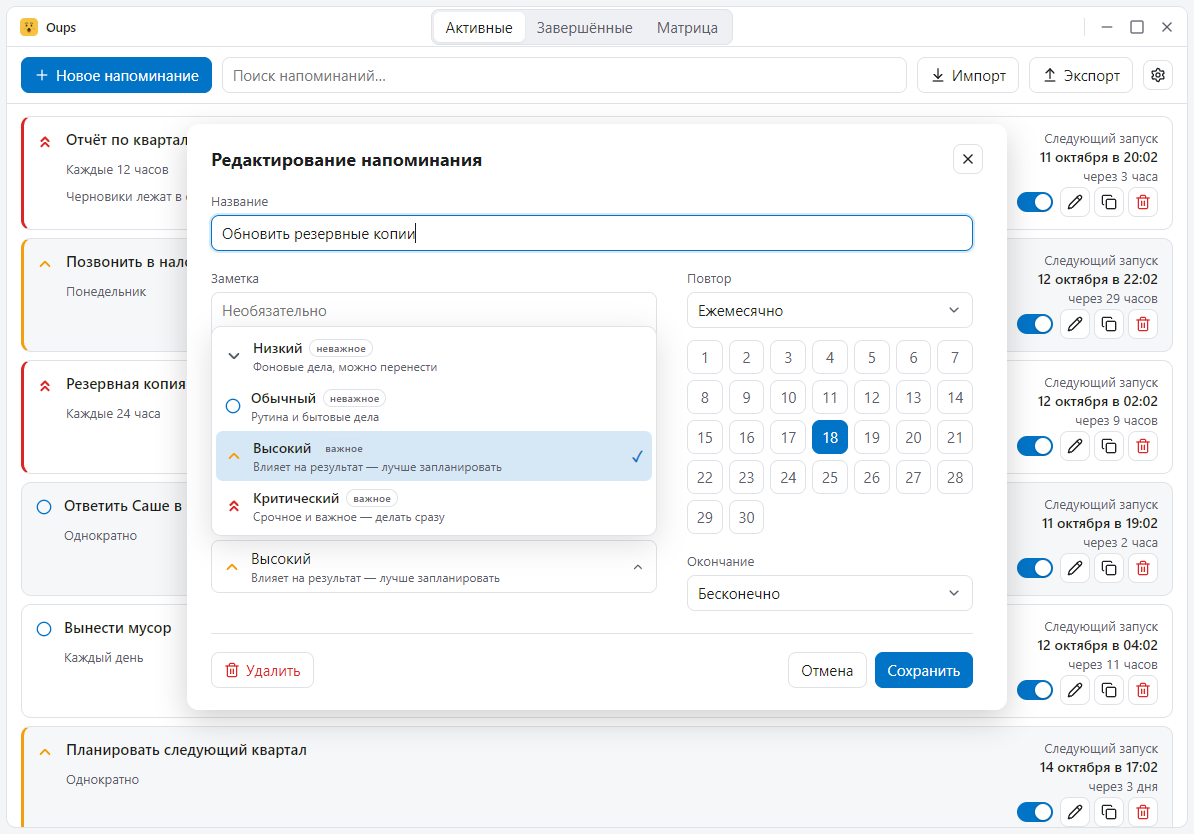 Oups
Активные
Завершённые
Матрица
Новое напоминание
Поиск напоминаний...
Импорт
Экспорт
Отчёт по квартал
Каждые 12 часов
Черновики лежат в
Следующий запуск
11 октября в 20:02
через 3 часа
Позвонить в нало
Понедельник
Следующий запуск
12 октября в 22:02
через 29 часов
Резервная копия
Каждые 24 часа
Следующий запуск
12 октября в 02:02
через 9 часов
Ответить Саше в
Однократно
Следующий запуск
11 октября в 19:02
через 2 часа
Вынести мусор
Каждый день
Следующий запуск
12 октября в 04:02
через 11 часов
Планировать следующий квартал
Однократно
Следующий запуск
14 октября в 17:02
через 3 дня
Редактирование напоминания
Название
Обновить резервные копии
Заметка
Необязательно
Низкий неважное
Фоновые дела, можно перенести
Обычный неважное
Рутина и бытовые дела
Высокий важное
Влияет на результат — лучше запланировать
Критический важное
Срочное и важное — делать сразу
Высокий
Влияет на результат — лучше запланировать
Повтор
Ежемесячно
1 2 3 4 5 6 7
8 9 10 11 12 13 14
15 16 17 18 19 20 21
22 23 24 25 26 27 28
29 30
Окончание
Бесконечно
Удалить
Отмена
Сохранить